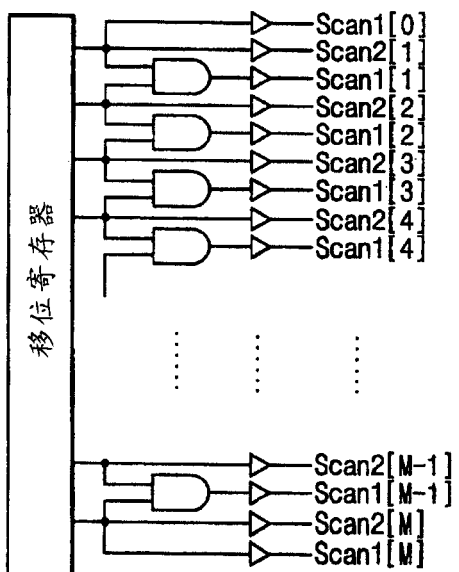 Scan1[0]
Scan2[1]
Scan1[1]
Scan2[2]
Scan1[2]
Scan2[3]
Scan1[3]
Scan2[4]
Scan1[4]
移位寄存器
Scan2[M-1]
Scan1[M-1]
Scan2[M]
Scan1[M]